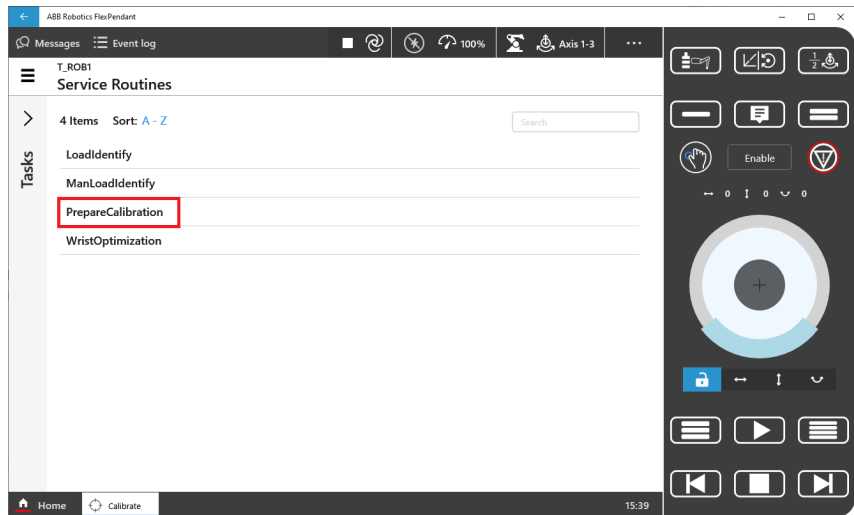 ABB Robotics FlexPendant
Messages Event log 100% Axis 1-3 ...
T_ROB1
Service Routines
4 Items Sort: A - Z Search
Tasks
LoadIdentify
ManLoadIdentify
PrepareCalibration
WristOptimization
1/2
Enable
0 0 0
Home Calibrate 15:39